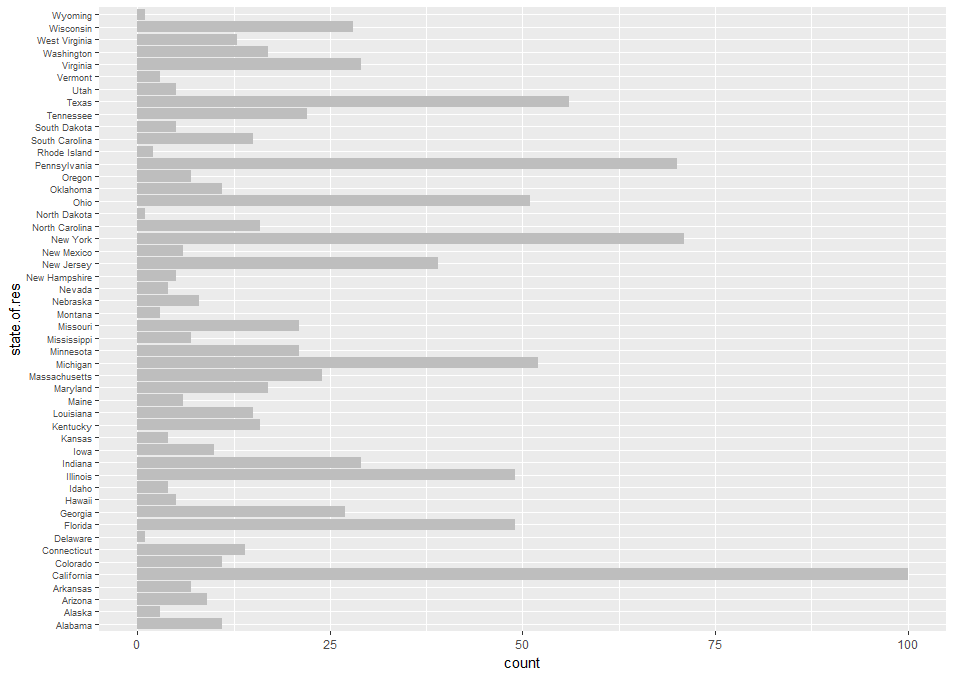 Wyoming
Wisconsin
West Virginia
Washington
Virginia
Vermont
Utah
Texas
Tennessee
South Dakota
South Carolina
Rhode Island
Pennsylvania
Oregon
Oklahoma
Ohio
North Dakota
North Carolina
New York
New Mexico
New Jersey
New Hampshire
Nevada
Nebraska
Montana
Missouri
Mississippi
Minnesota
Michigan
Massachusetts
Maryland
Maine
Louisiana
Kentucky
Kansas
Iowa
Indiana
Illinois
Idaho
Hawaii
Georgia
Florida
Delaware
Connecticut
Colorado
California
Arkansas
Arizona
Alaska
Alabama
state.of.res
0 25 50 75 100
count